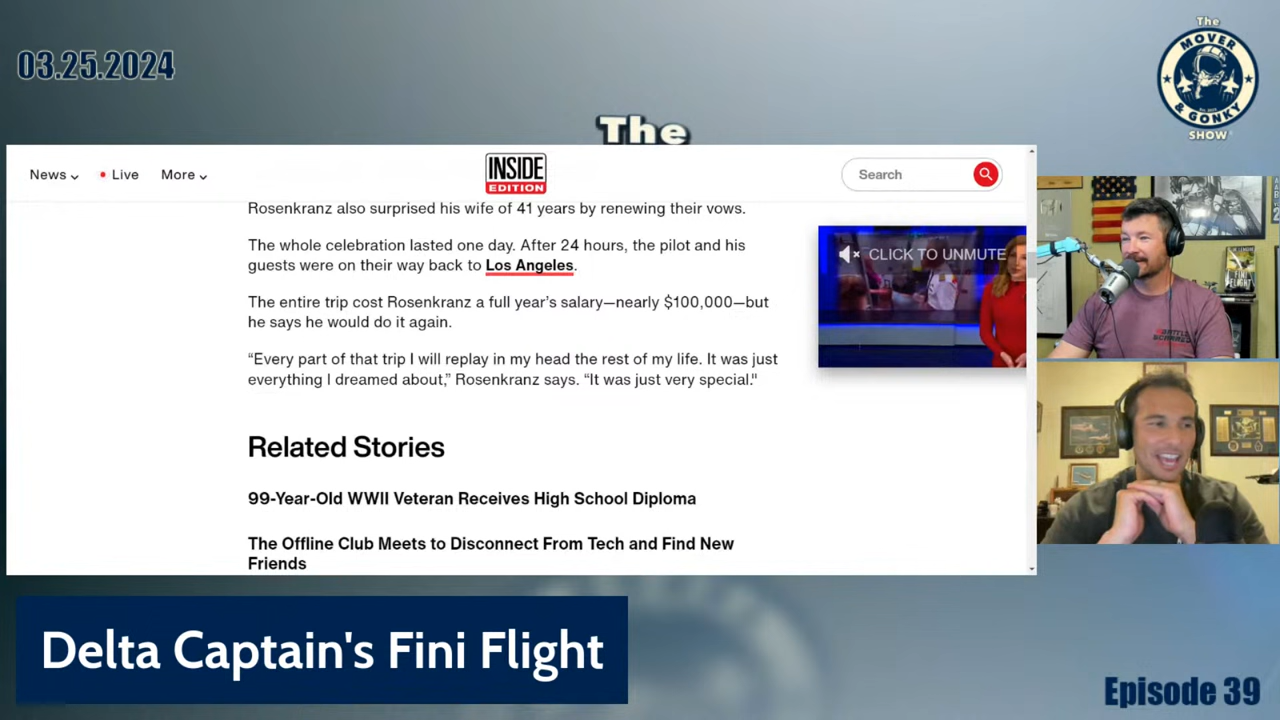 03.25.2024
The
MOVER
& GONKY
SHOW
The
News
Live
More
INSIDE
EDITION
Search
Rosenkranz also surprised his wife of 41 years by renewing their vows.
The whole celebration lasted one day. After 24 hours, the pilot and his
guests were on their way back to Los Angeles.
The entire trip cost Rosenkranz a full year’s salary—nearly $100,000—but
he says he would do it again.
“Every part of that trip I will replay in my head the rest of my life. It was just
everything I dreamed about,” Rosenkranz says. “It was just very special."
CLICK TO UNMUTE
Related Stories
99-Year-Old WWII Veteran Receives High School Diploma
The Offline Club Meets to Disconnect From Tech and Find New
Friends
FINI
FLIGHT
Delta Captain's Fini Flight
Episode 39